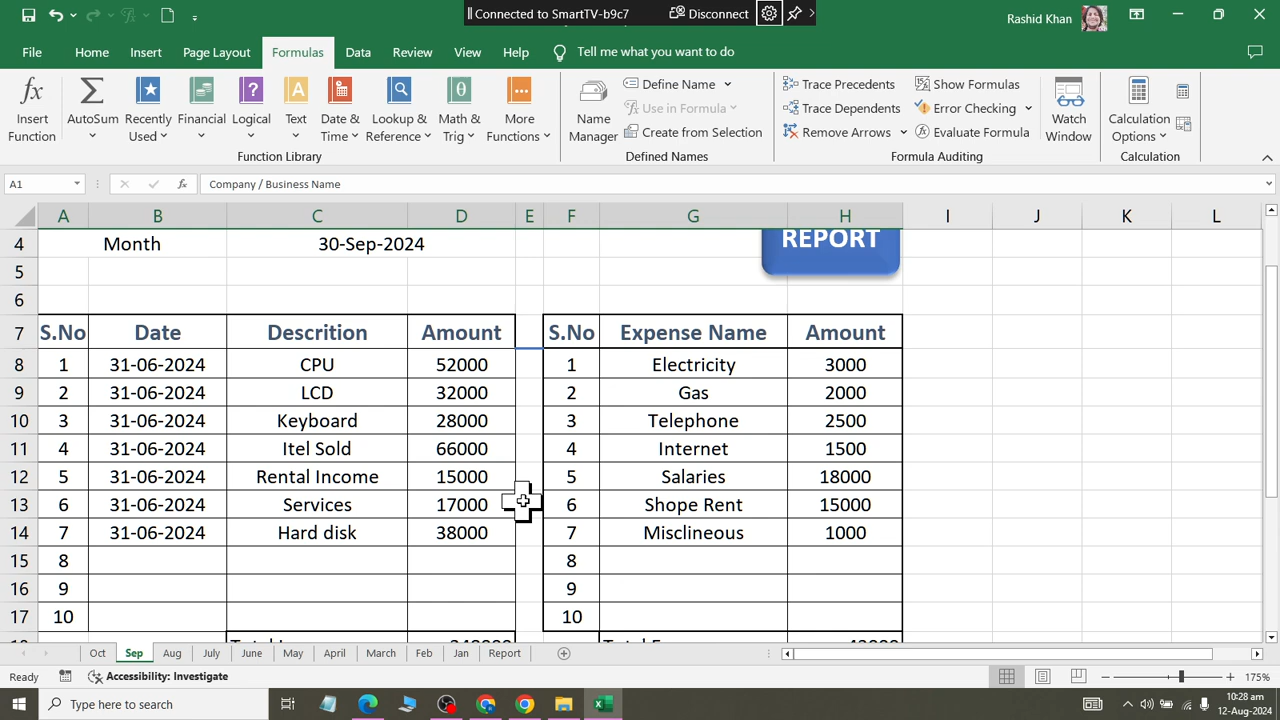 Connected to SmartTV-b9c7 Disconnect
Rashid Khan
File Home Insert Page Layout Formulas Data Review View Help Tell me what you want to do
Insert Function
AutoSum
Recently Used
Financial
Logical
Text
Date & Time
Lookup & Reference
Math & Trig
More Functions
Function Library
Name Manager
Define Name
Use in Formula
Create from Selection
Defined Names
Trace Precedents
Trace Dependents
Remove Arrows
Show Formulas
Error Checking
Evaluate Formula
Formula Auditing
Watch Window
Calculation Options
Calculation
A1 fx Company / Business Name
A B C D E F G H I J K L
4 Month 30-Sep-2024 REPORT
5
6
7 S.No Date Descrition Amount S.No Expense Name Amount
8 1 31-06-2024 CPU 52000 1 Electricity 3000
9 2 31-06-2024 LCD 32000 2 Gas 2000
10 3 31-06-2024 Keyboard 28000 3 Telephone 2500
11 4 31-06-2024 Itel Sold 66000 4 Internet 1500
12 5 31-06-2024 Rental Income 15000 5 Salaries 18000
13 6 31-06-2024 Services 17000 6 Shope Rent 15000
14 7 31-06-2024 Hard disk 38000 7 Misclineous 1000
15 8 8
16 9 9
17 10 10
Oct Sep Aug July June May April March Feb Jan Report
Ready Accessibility: Investigate 175%
Type here to search
10:28 am
12-Aug-2024